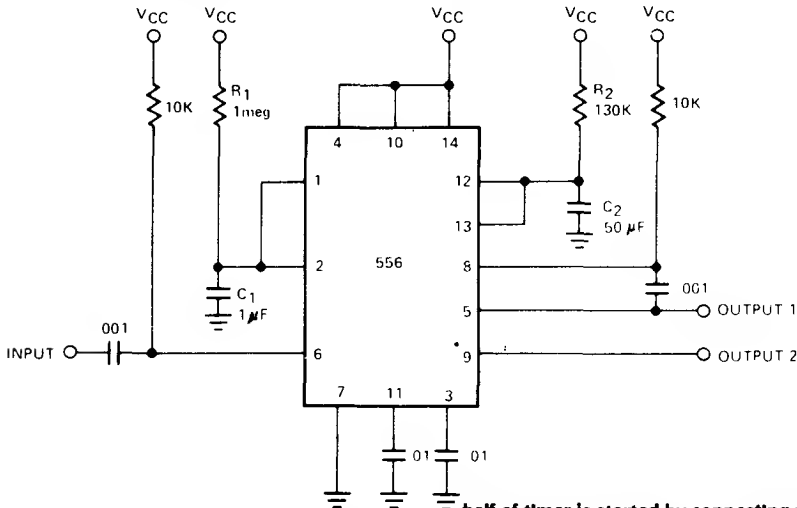 VCC VCC VCC VCC VCC
10K
R1
1meg
R2
130K
10K
4 10 14
1
12
13
C2
50 µF
2
556
8
C1
1µF
001
5
OUTPUT 1
001
INPUT
6
9
OUTPUT 2
7 11 3
01 01
half of timer is started by connecting